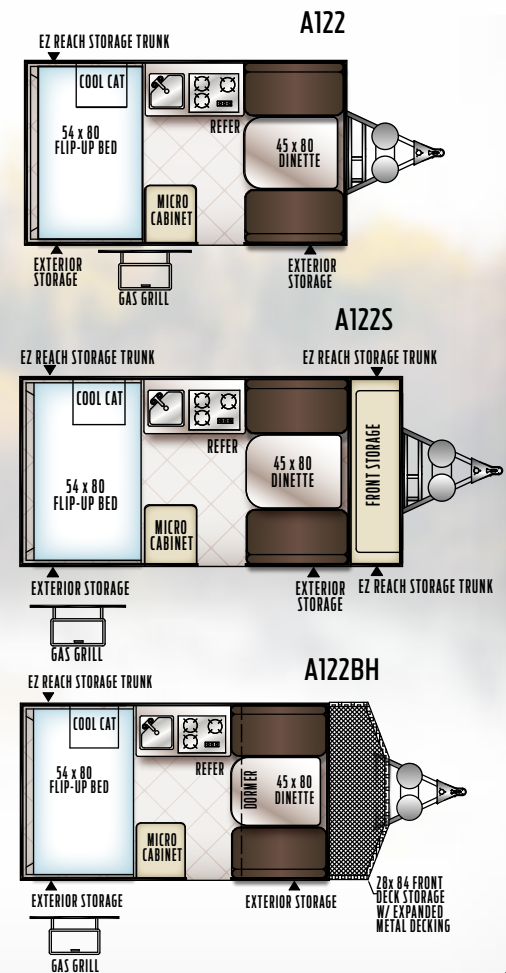 A122
EZ REACH STORAGE TRUNK
COOL CAT
54 x 80
FLIP-UP BED
REFER
45 x 80
DINETTE
MICRO
CABINET
EXTERIOR
STORAGE
GAS GRILL
EXTERIOR
STORAGE
A122S
EZ REACH STORAGE TRUNK
EZ REACH STORAGE TRUNK
COOL CAT
54 x 80
FLIP-UP BED
REFER
45 x 80
DINETTE
FRONT STORAGE
MICRO
CABINET
EXTERIOR STORAGE
EXTERIOR
STORAGE
EZ REACH STORAGE TRUNK
GAS GRILL
A122BH
EZ REACH STORAGE TRUNK
COOL CAT
54 x 80
FLIP-UP BED
REFER
DORMER
45 x 80
DINETTE
MICRO
CABINET
EXTERIOR STORAGE
EXTERIOR STORAGE
28x 84 FRONT
DECK STORAGE
W/ EXPANDED
METAL DECKING
GAS GRILL